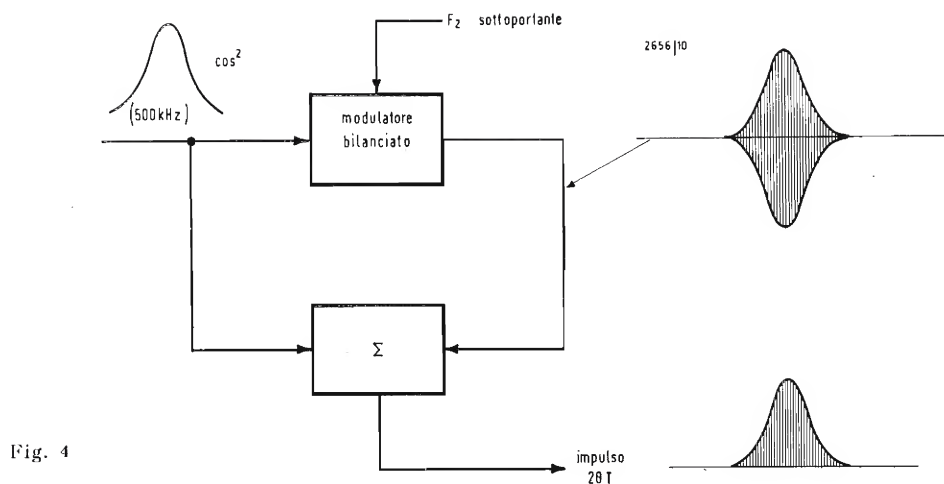 F2 sottoportante
2656|10
cos²
(500kHz)
modulatore
bilanciato
Σ
Fig. 4
impulso
20T